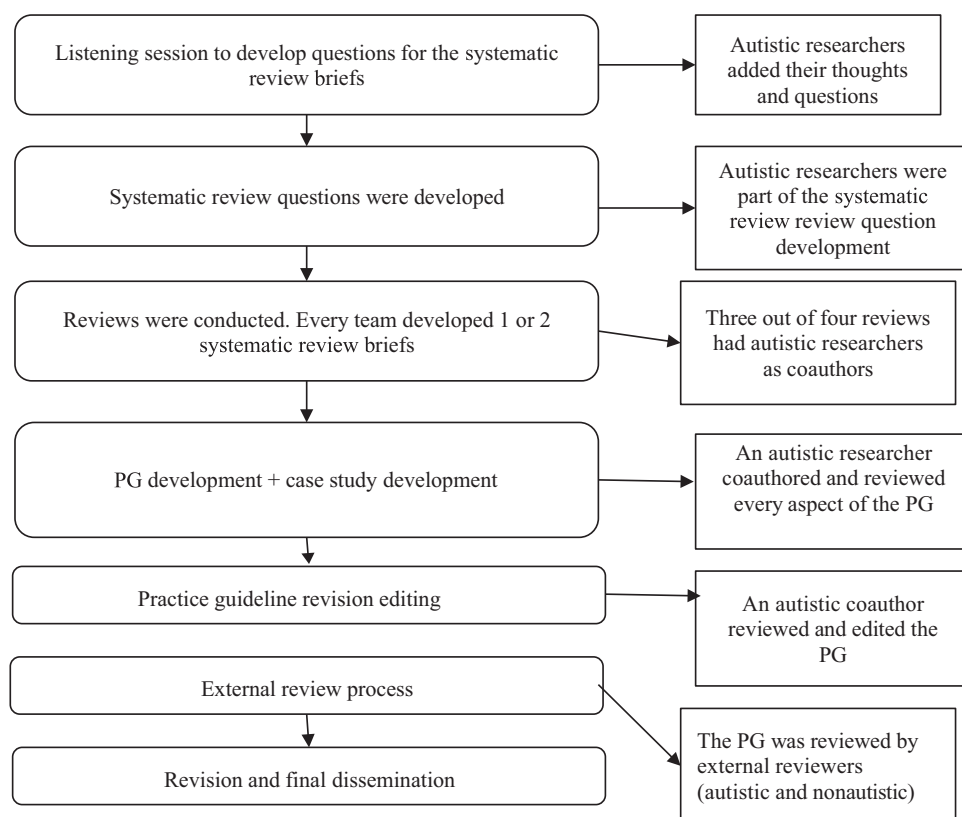 Listening session to develop questions for the systematic
review briefs
Autistic researchers
added their thoughts
and questions
Systematic review questions were developed
Autistic researchers were
part of the systematic
review review question
development
Reviews were conducted. Every team developed 1 or 2
systematic review briefs
Three out of four reviews
had autistic researchers
as coauthors
PG development + case study development
An autistic researcher
coauthored and reviewed
every aspect of the PG
Practice guideline revision editing
An autistic coauthor
reviewed and edited the
PG
External review process
The PG was reviewed by
external reviewers
(autistic and nonautistic)
Revision and final dissemination